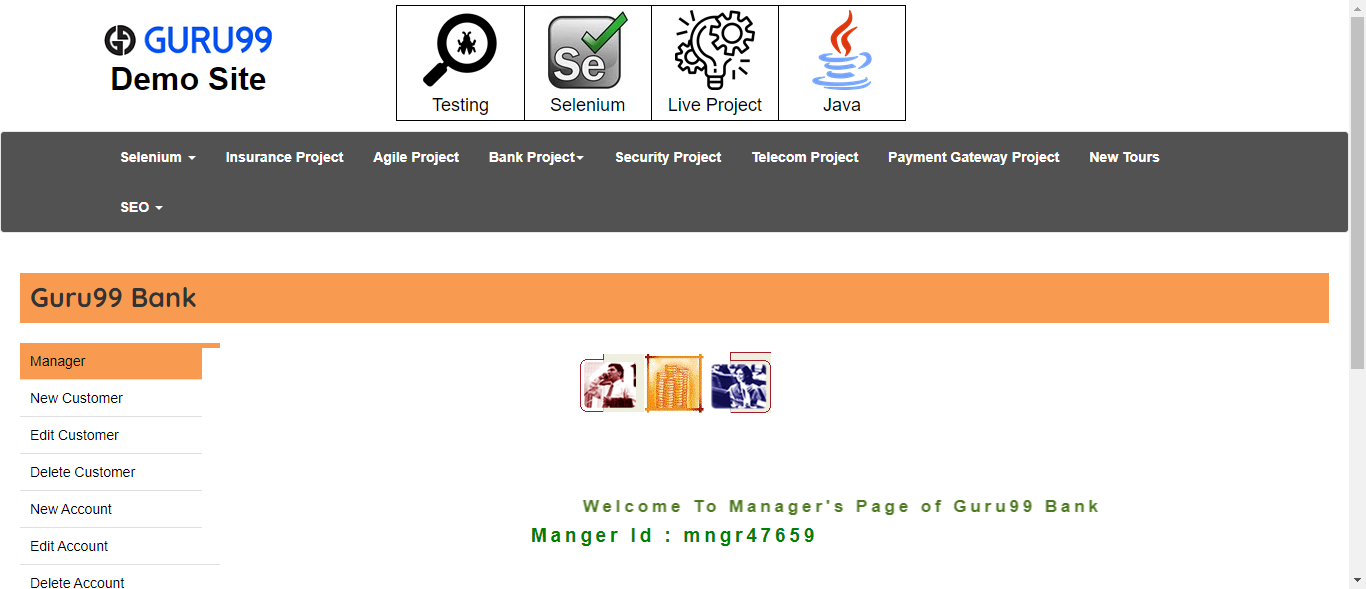 GURU99
Demo Site
Se
Testing
Selenium
Live Project
Java
Selenium
Insurance Project
Agile Project
Bank Project
Security Project
Telecom Project
Payment Gateway Project
New Tours
SEO
Guru99 Bank
Manager
New Customer
Edit Customer
Delete Customer
New Account
Edit Account
Delete Account
Welcome To Manager's Page of Guru99 Bank
Manger Id : mngr47659